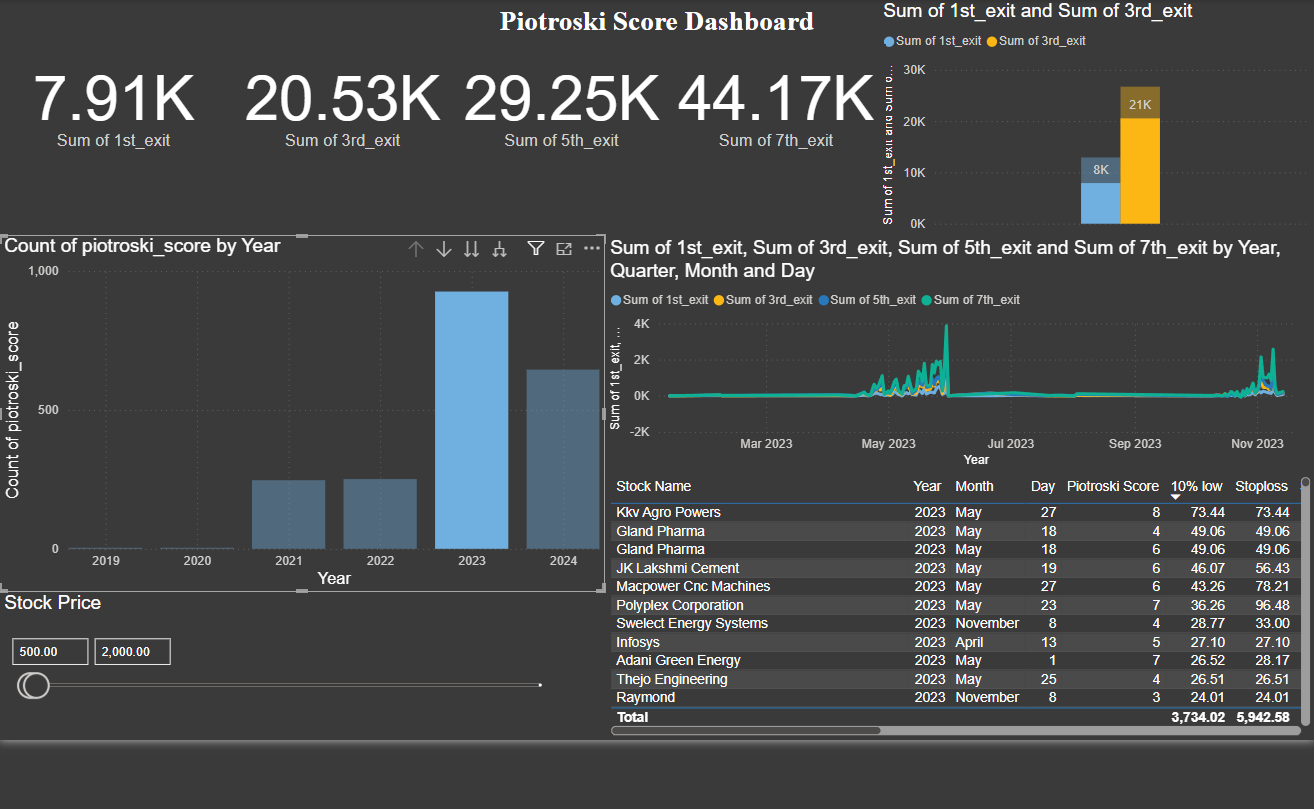 Piotroski Score Dashboard
7.91K
Sum of 1st_exit
20.53K
Sum of 3rd_exit
29.25K
Sum of 5th_exit
44.17K
Sum of 7th_exit
Sum of 1st_exit and Sum of 3rd_exit
Sum of 1st_exit Sum of 3rd_exit
Sum of 1st_exit and Sum o...
30K
20K
10K
0K
8K
21K
Count of piotroski_score by Year
Count of piotroski_score
1,000
500
0
2019 2020 2021 2022 2023 2024
Year
Sum of 1st_exit, Sum of 3rd_exit, Sum of 5th_exit and Sum of 7th_exit by Year,
Quarter, Month and Day
Sum of 1st_exit Sum of 3rd_exit Sum of 5th_exit Sum of 7th_exit
Sum of 1st_exit, ...
4K
2K
0K
-2K
Mar 2023 May 2023 Jul 2023 Sep 2023 Nov 2023
Year
Stock Price
500.00 2,000.00
Stock Name Year Month Day Piotroski Score 10% low Stoploss
Kkv Agro Powers 2023 May 27 8 73.44 73.44
Gland Pharma 2023 May 18 4 49.06 49.06
Gland Pharma 2023 May 18 6 49.06 49.06
JK Lakshmi Cement 2023 May 19 6 46.07 56.43
Macpower Cnc Machines 2023 May 27 6 43.26 78.21
Polyplex Corporation 2023 May 23 7 36.26 96.48
Swelect Energy Systems 2023 November 8 4 28.77 33.00
Infosys 2023 April 13 5 27.10 27.10
Adani Green Energy 2023 May 1 7 26.52 28.17
Thejo Engineering 2023 May 25 4 26.51 26.51
Raymond 2023 November 8 3 24.01 24.01
Total 3,734.02 5,942.58